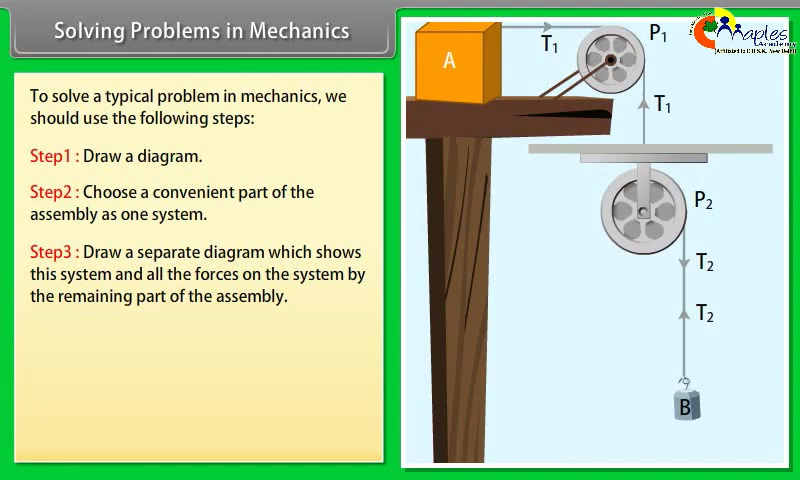 Solving Problems in Mechanics
To solve a typical problem in mechanics, we
should use the following steps:
Step1 : Draw a diagram.
Step2 : Choose a convenient part of the
assembly as one system.
Step3 : Draw a separate diagram which shows
this system and all the forces on the system by
the remaining part of the assembly.
aples
Academy
A
T1
P1
T1
P2
T2
T2
B